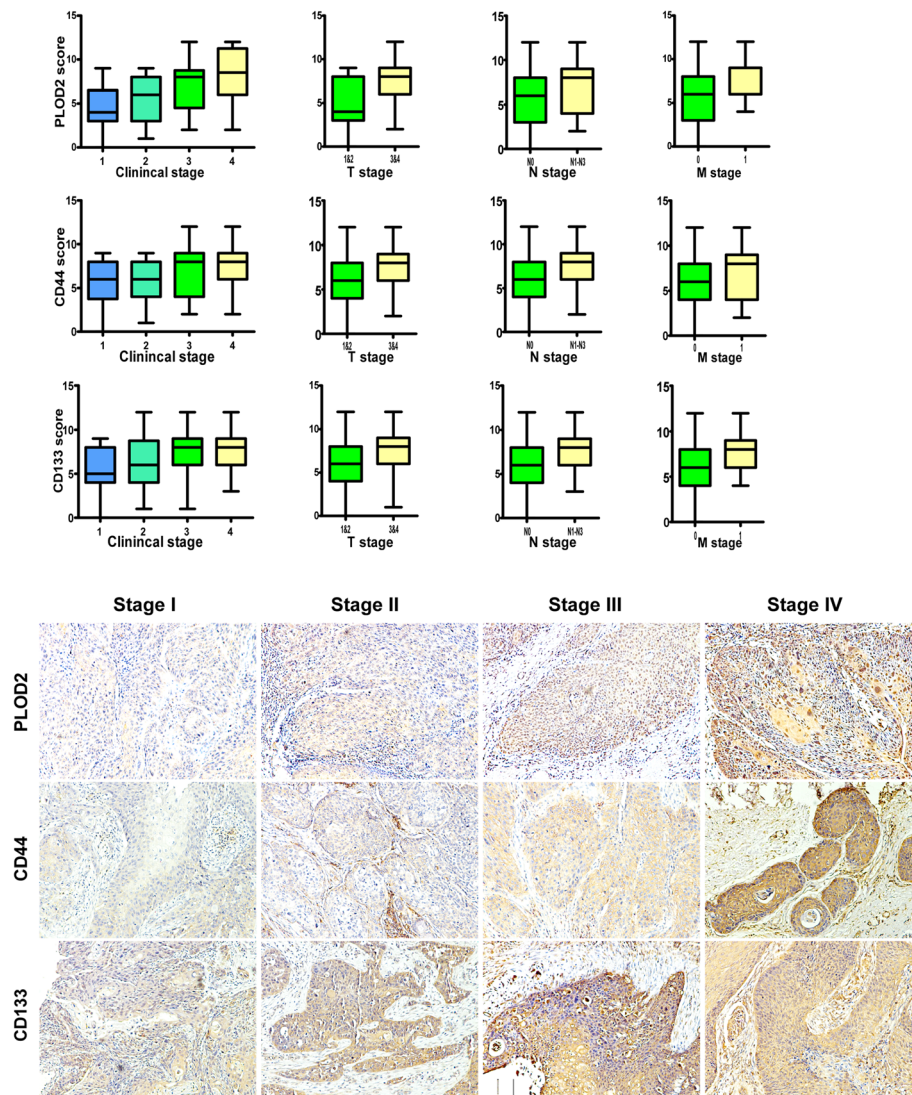 PLOD2 score
15
10
5
0
1 2 3 4
Clinincal stage
15
10
5
0
1&2 3&4
T stage
15
10
5
0
N0 N1-N3
N stage
15
10
5
0
0 1
M stage
CD44 score
15
10
5
0
1 2 3 4
Clinincal stage
15
10
5
0
1&2 3&4
T stage
15
10
5
0
N0 N1-N3
N stage
15
10
5
0
0 1
M stage
CD133 score
15
10
5
0
1 2 3 4
Clinincal stage
15
10
5
0
1&2 3&4
T stage
15
10
5
0
N0 N1-N3
N stage
15
10
5
0
0 1
M stage
Stage I Stage II Stage III Stage IV
PLOD2
CD44
CD133